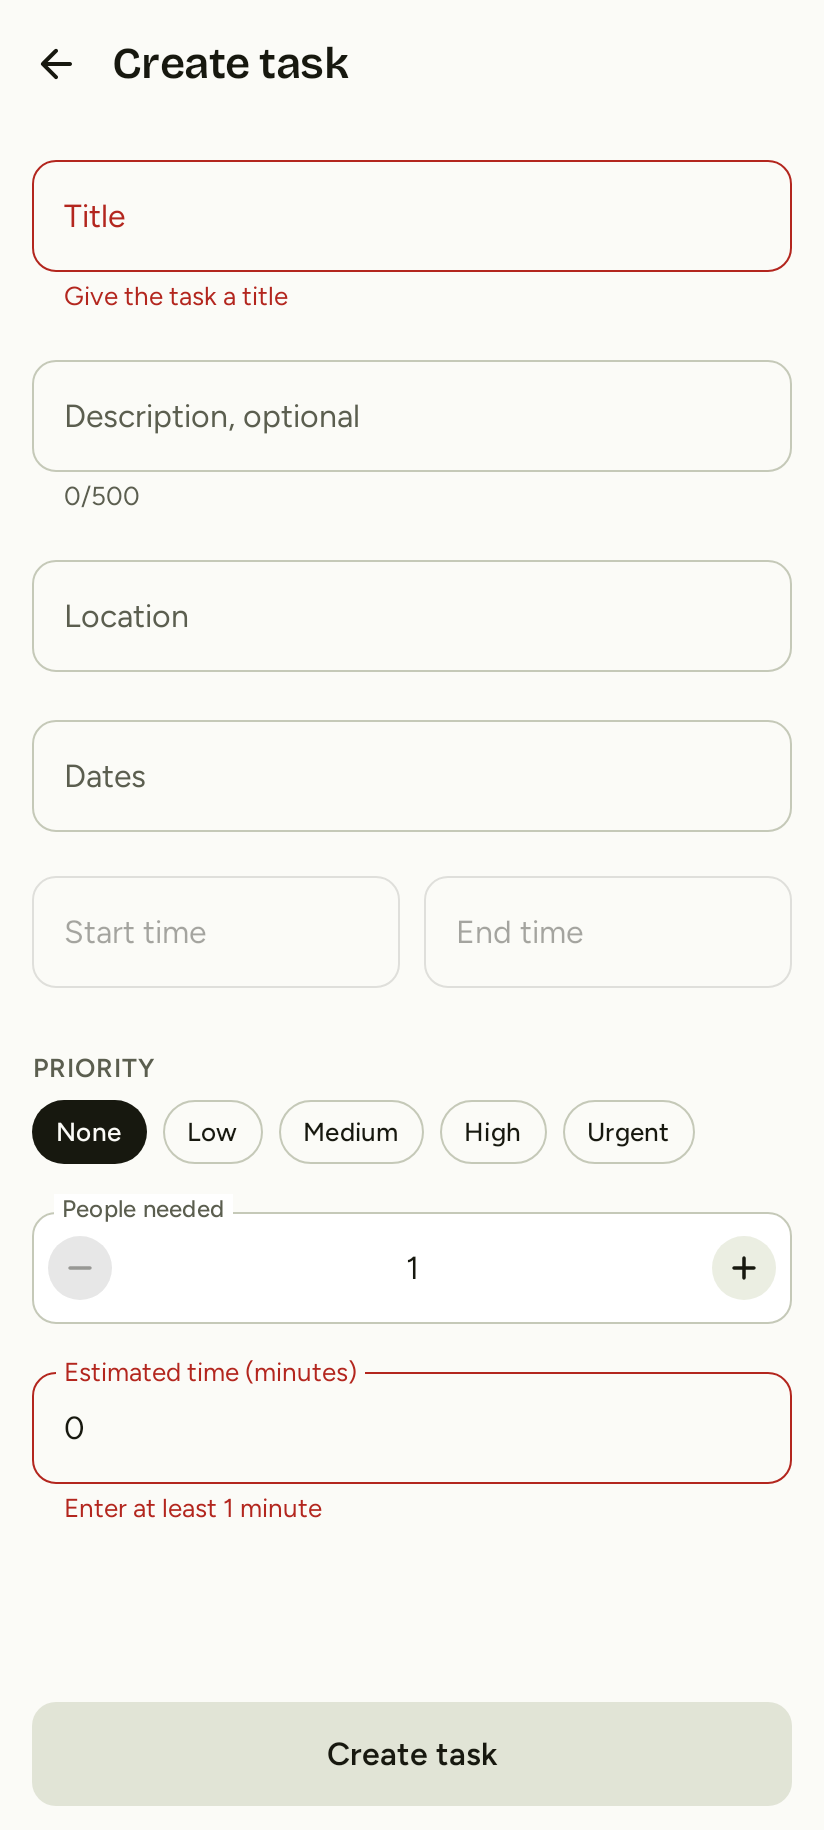 Create task
Title
Give the task a title
Description, optional
0/500
Location
Dates
Start time
End time
PRIORITY
None
Low
Medium
High
Urgent
People needed
1
Estimated time (minutes)
0
Enter at least 1 minute
Create task